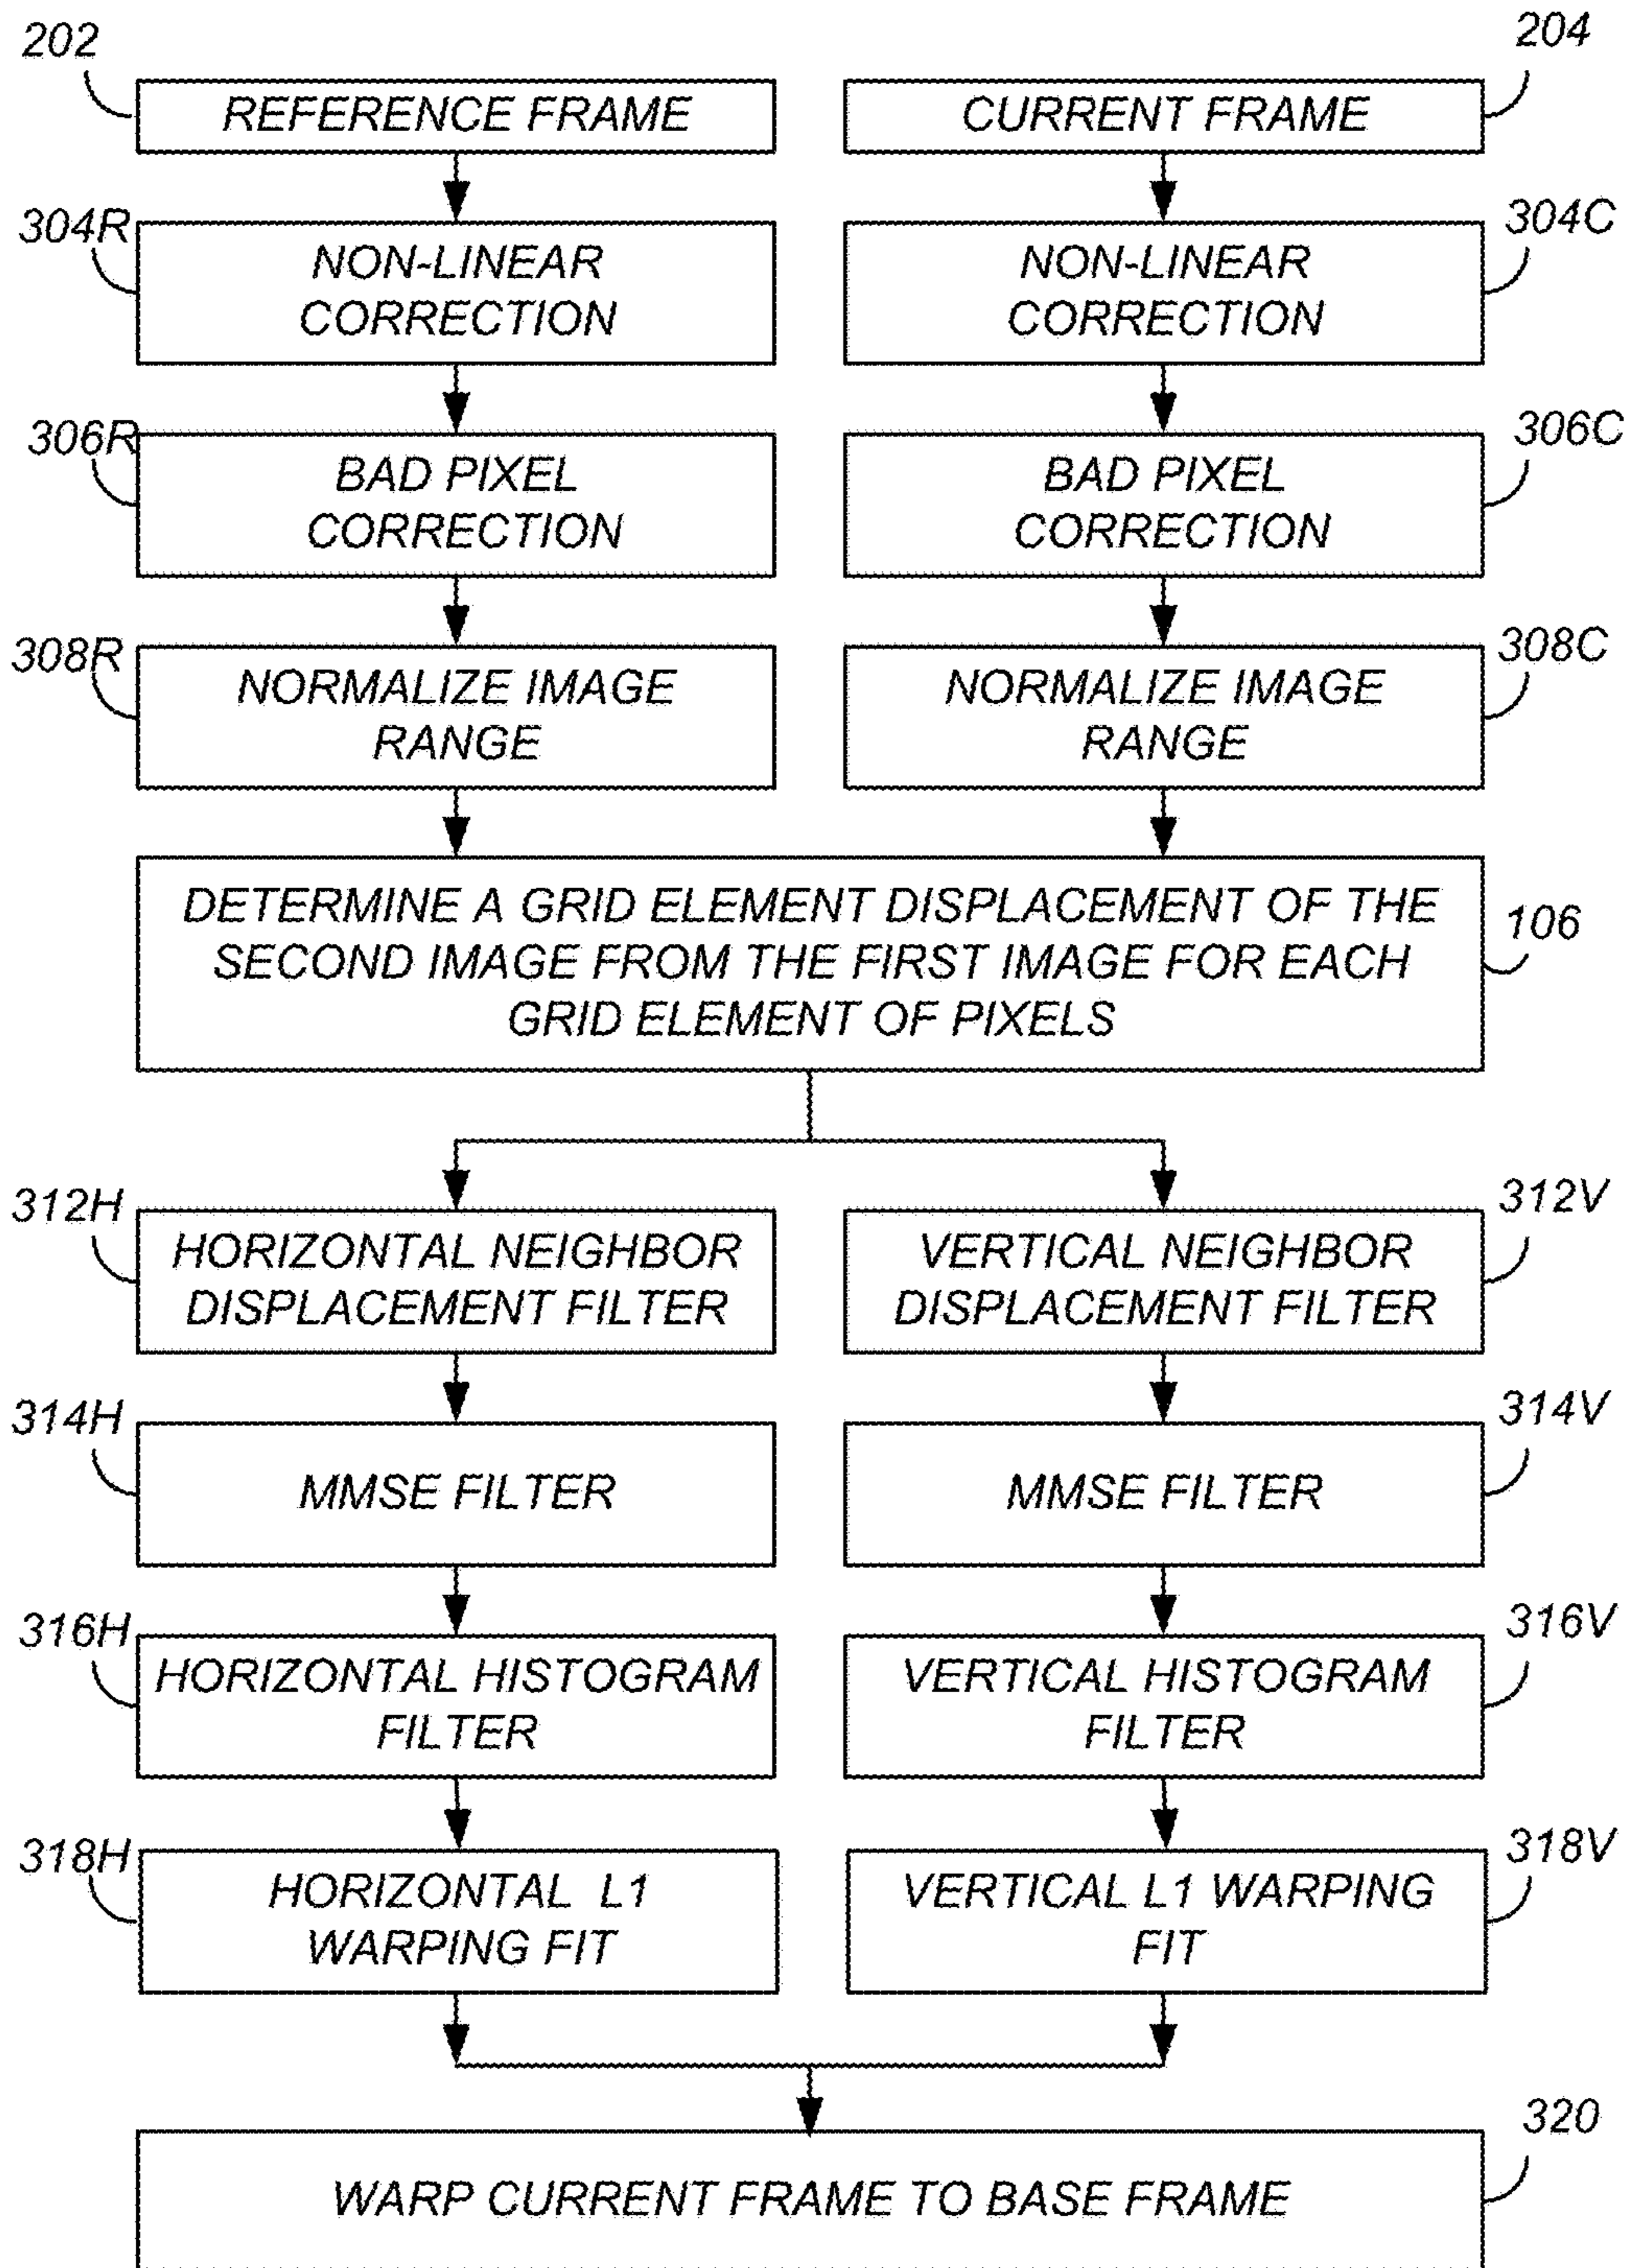 202
204
REFERENCE FRAME
CURRENT FRAME
304R
304C
NON-LINEAR
CORRECTION
NON-LINEAR
CORRECTION
306R
306C
BAD PIXEL
CORRECTION
BAD PIXEL
CORRECTION
308R
308C
NORMALIZE IMAGE
RANGE
NORMALIZE IMAGE
RANGE
DETERMINE A GRID ELEMENT DISPLACEMENT OF THE
SECOND IMAGE FROM THE FIRST IMAGE FOR EACH
GRID ELEMENT OF PIXELS
106
312H
312V
HORIZONTAL NEIGHBOR
DISPLACEMENT FILTER
VERTICAL NEIGHBOR
DISPLACEMENT FILTER
314H
314V
MMSE FILTER
MMSE FILTER
316H
316V
HORIZONTAL HISTOGRAM
FILTER
VERTICAL HISTOGRAM
FILTER
318H
318V
HORIZONTAL L1
WARPING FIT
VERTICAL L1 WARPING
FIT
320
WARP CURRENT FRAME TO BASE FRAME